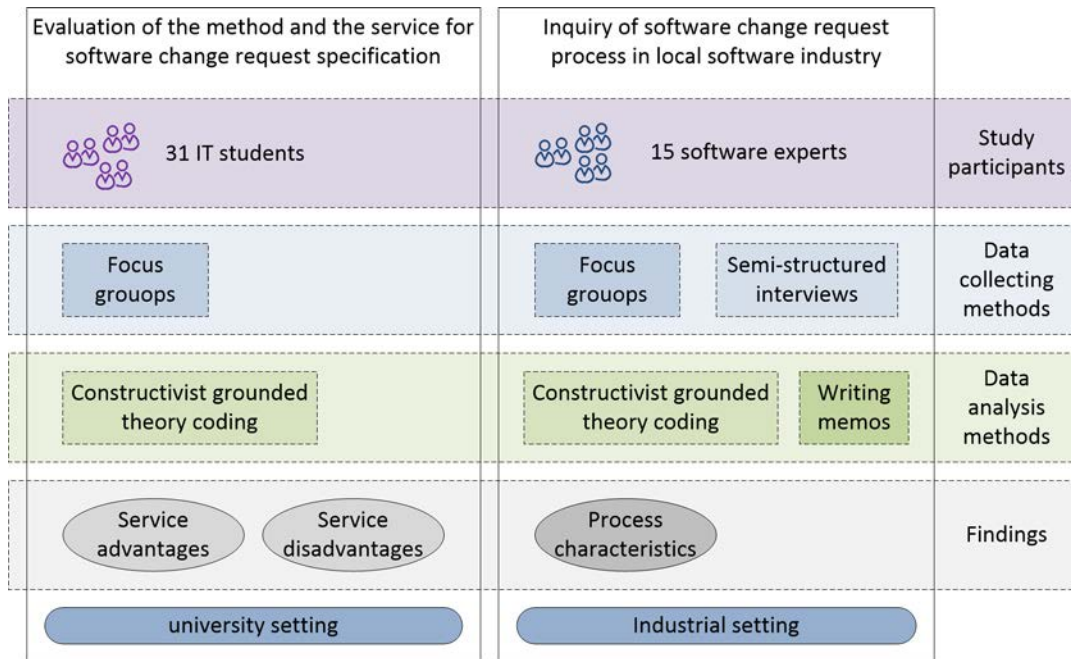 Evaluation of the method and the service for
software change request specification
Inquiry of software change request
process in local software industry
31 IT students
15 software experts
Study
participants
Focus
grouops
Focus
grouops
Semi-structured
interviews
Data
collecting
methods
Constructivist grounded
theory coding
Constructivist grounded
theory coding
Writing
memos
Data
analysis
methods
Service
advantages
Service
disadvantages
Process
characteristics
Findings
university setting
Industrial setting